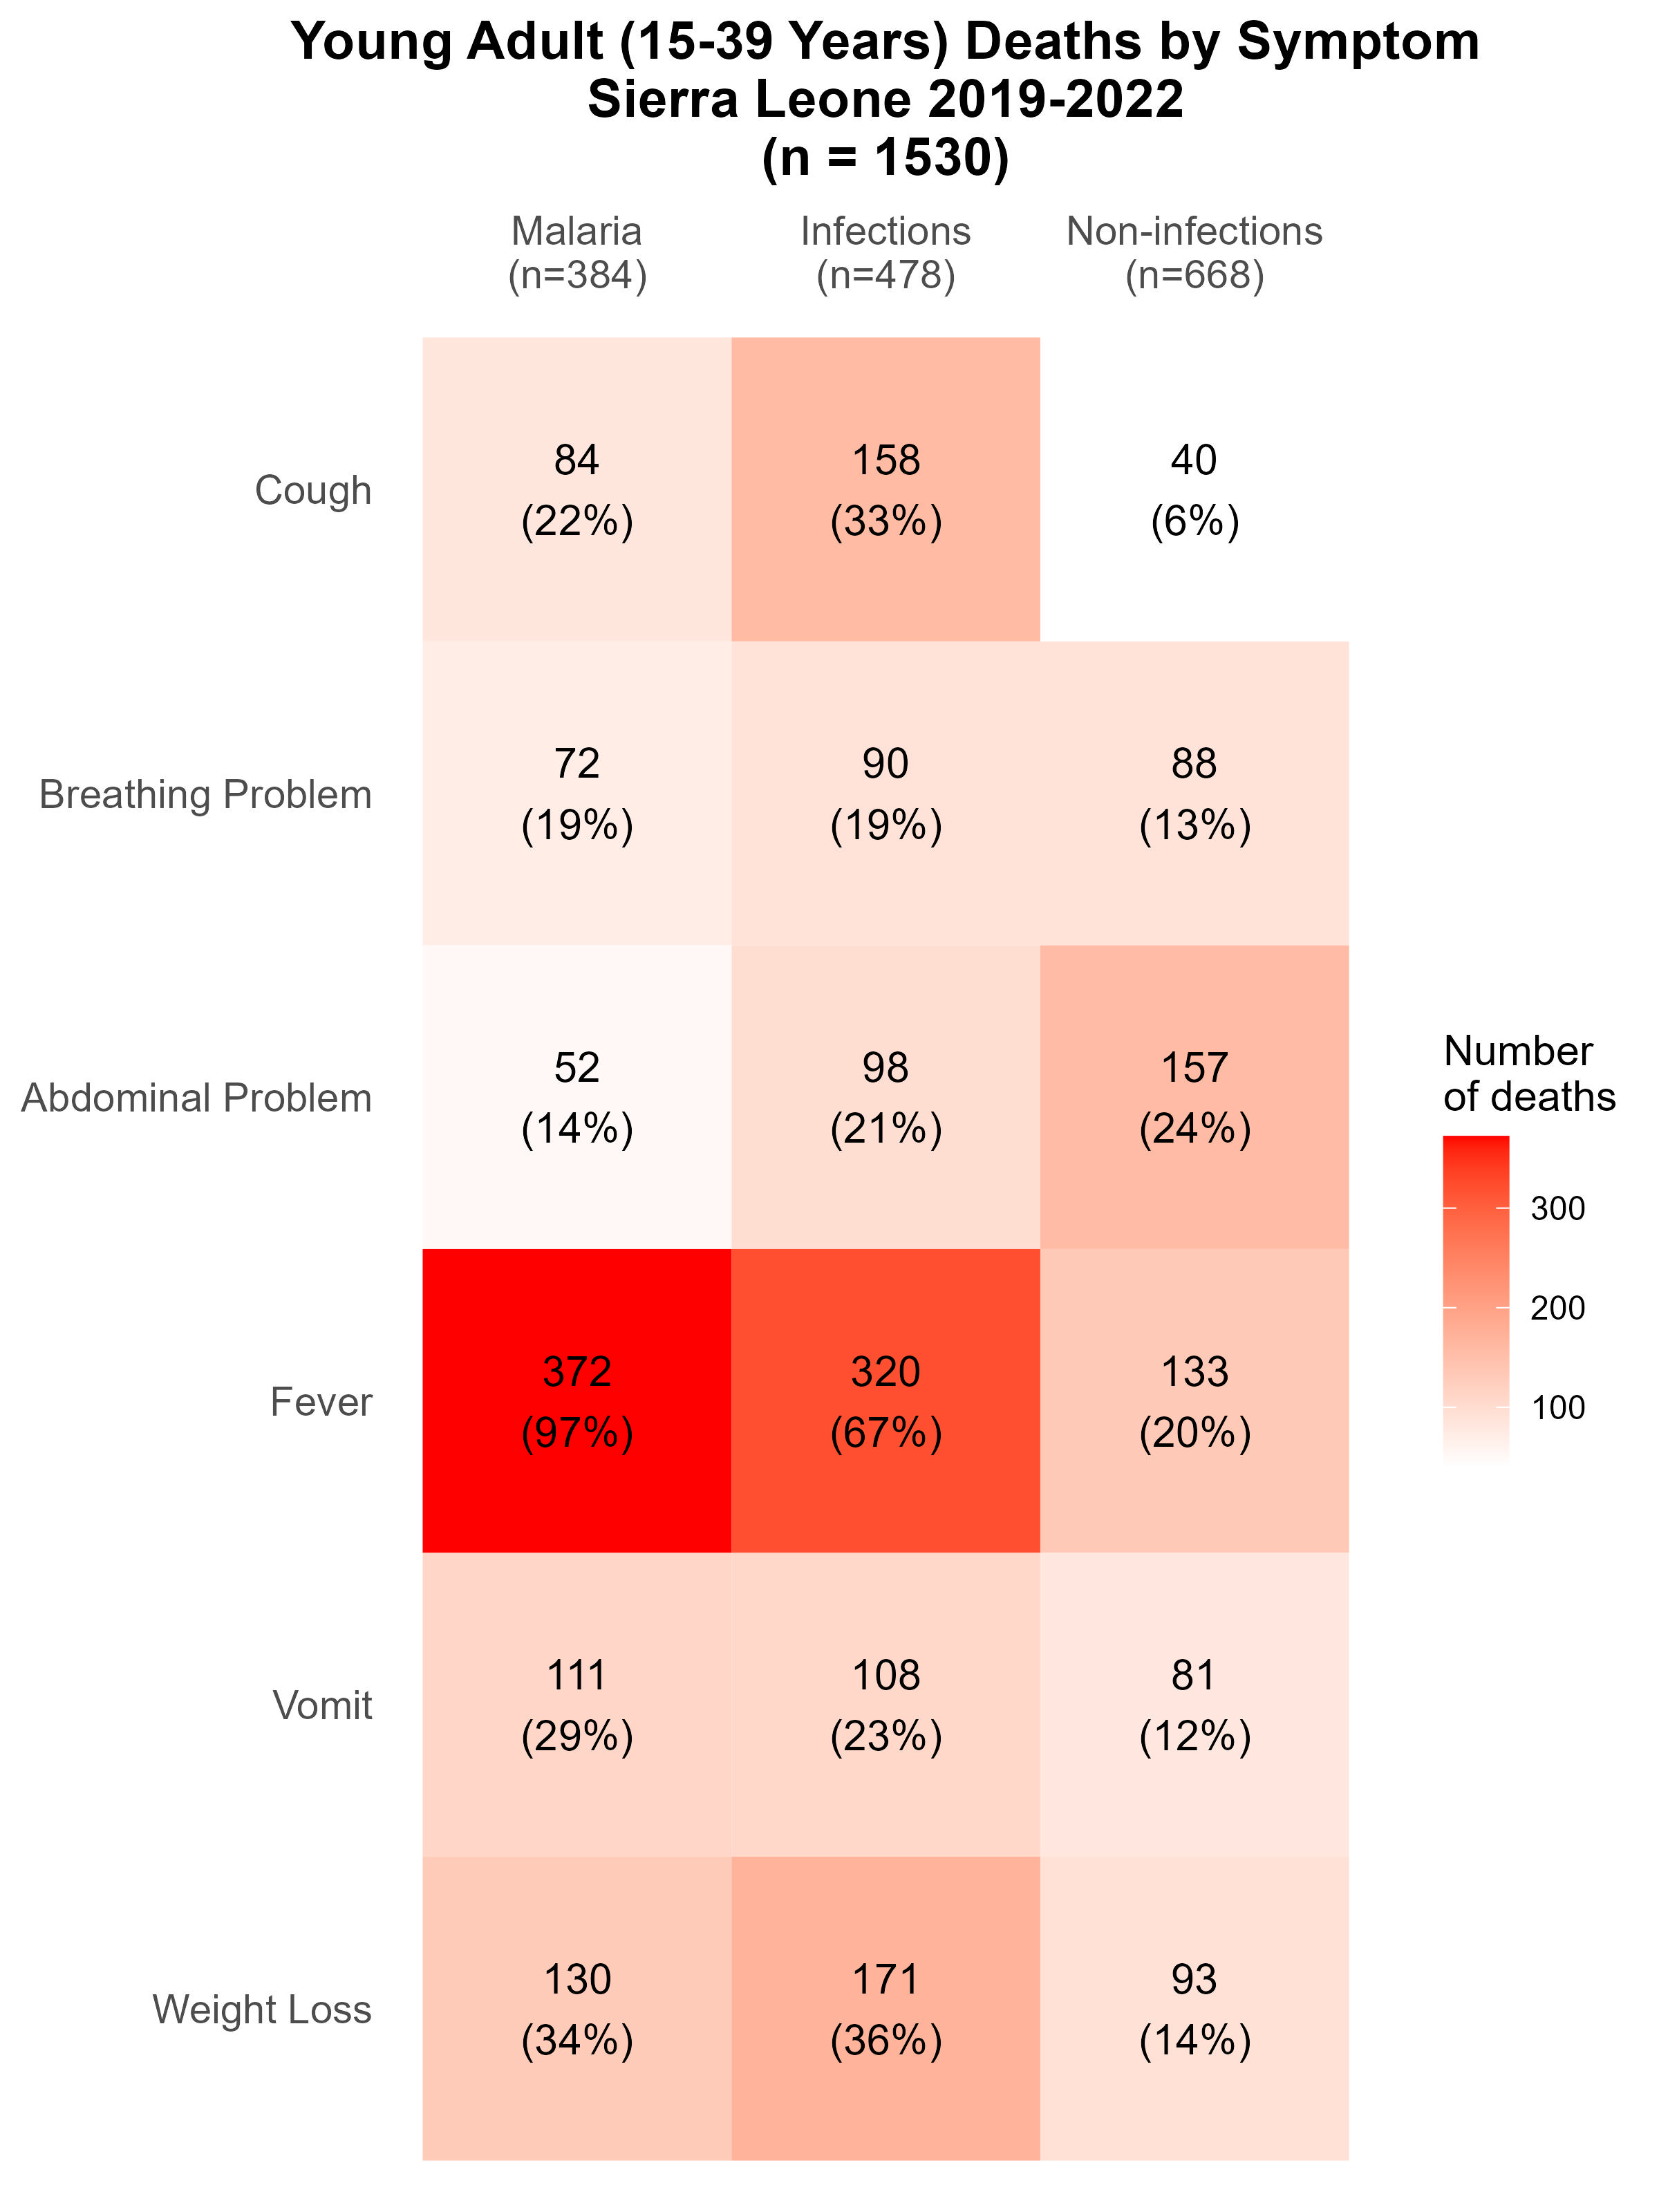 Young Adult (15-39 Years) Deaths by Symptom
Sierra Leone 2019-2022
(n = 1530)
Malaria
(n=384)
Infections
(n=478)
Non-infections
(n=668)
Cough
84
(22%)
158
(33%)
40
(6%)
Breathing Problem
72
(19%)
90
(19%)
88
(13%)
Abdominal Problem
52
(14%)
98
(21%)
157
(24%)
Fever
372
(97%)
320
(67%)
133
(20%)
Vomit
111
(29%)
108
(23%)
81
(12%)
Weight Loss
130
(34%)
171
(36%)
93
(14%)
Number
of deaths
300
200
100